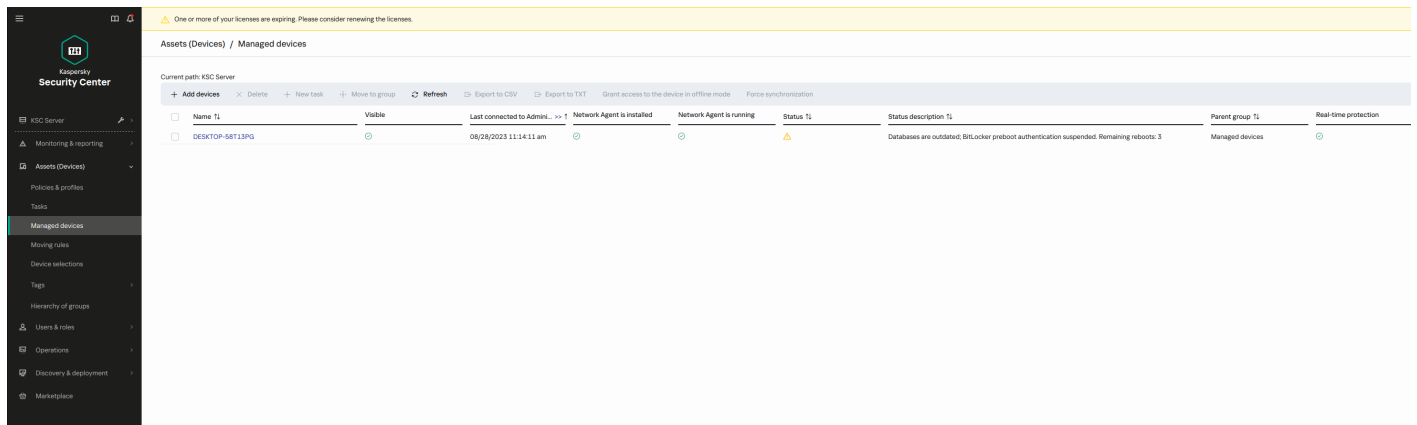 One or more of your licenses are expiring. Please consider renewing the licenses.
Kaspersky
Security Center
KSC Server
Monitoring & reporting
Assets (Devices)
Policies & profiles
Tasks
Managed devices
Moving rules
Device selections
Tags
Hierarchy of groups
Users & roles
Operations
Discovery & deployment
Marketplace
Assets (Devices) / Managed devices
Current path: KSC Server
+ Add devices × Delete + New task Move to group Refresh Export to CSV Export to TXT Grant access to the device in offline mode Force synchronization
Name Visible Last connected to Admini... >> Network Agent is installed Network Agent is running Status Status description Parent group Real-time protection
DESKTOP-58T13PG 08/28/2023 11:14:11 am Databases are outdated; BitLocker preboot authentication suspended. Remaining reboots: 3 Managed devices